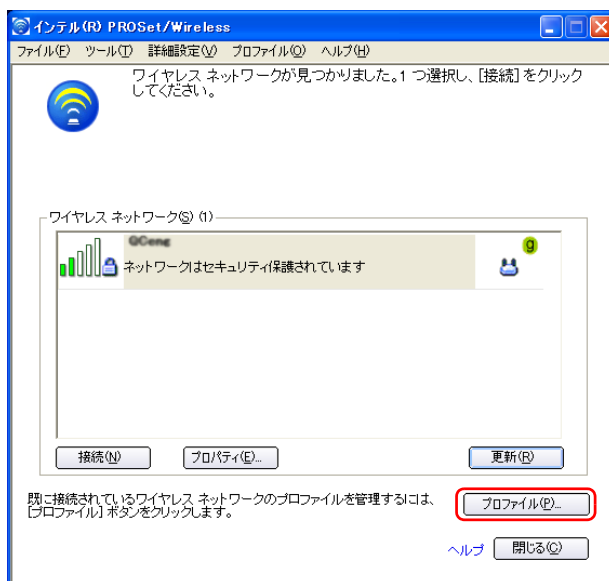 インテル(R) PROSet/Wireless
ファイル(F) ツール(T) 詳細設定(V) プロファイル(O) ヘルプ(H)
ワイヤレス ネットワークが見つかりました。1 つ選択し、[接続] をクリック
してください。
ワイヤレス ネットワーク(S) (1)
g
ネットワークはセキュリティ保護されています
接続(N)
プロパティ(E)...
更新(R)
既に接続されているワイヤレス ネットワークのプロファイルを管理するには、
[プロファイル] ボタンをクリックします。
プロファイル(P)...
ヘルプ
閉じる(C)